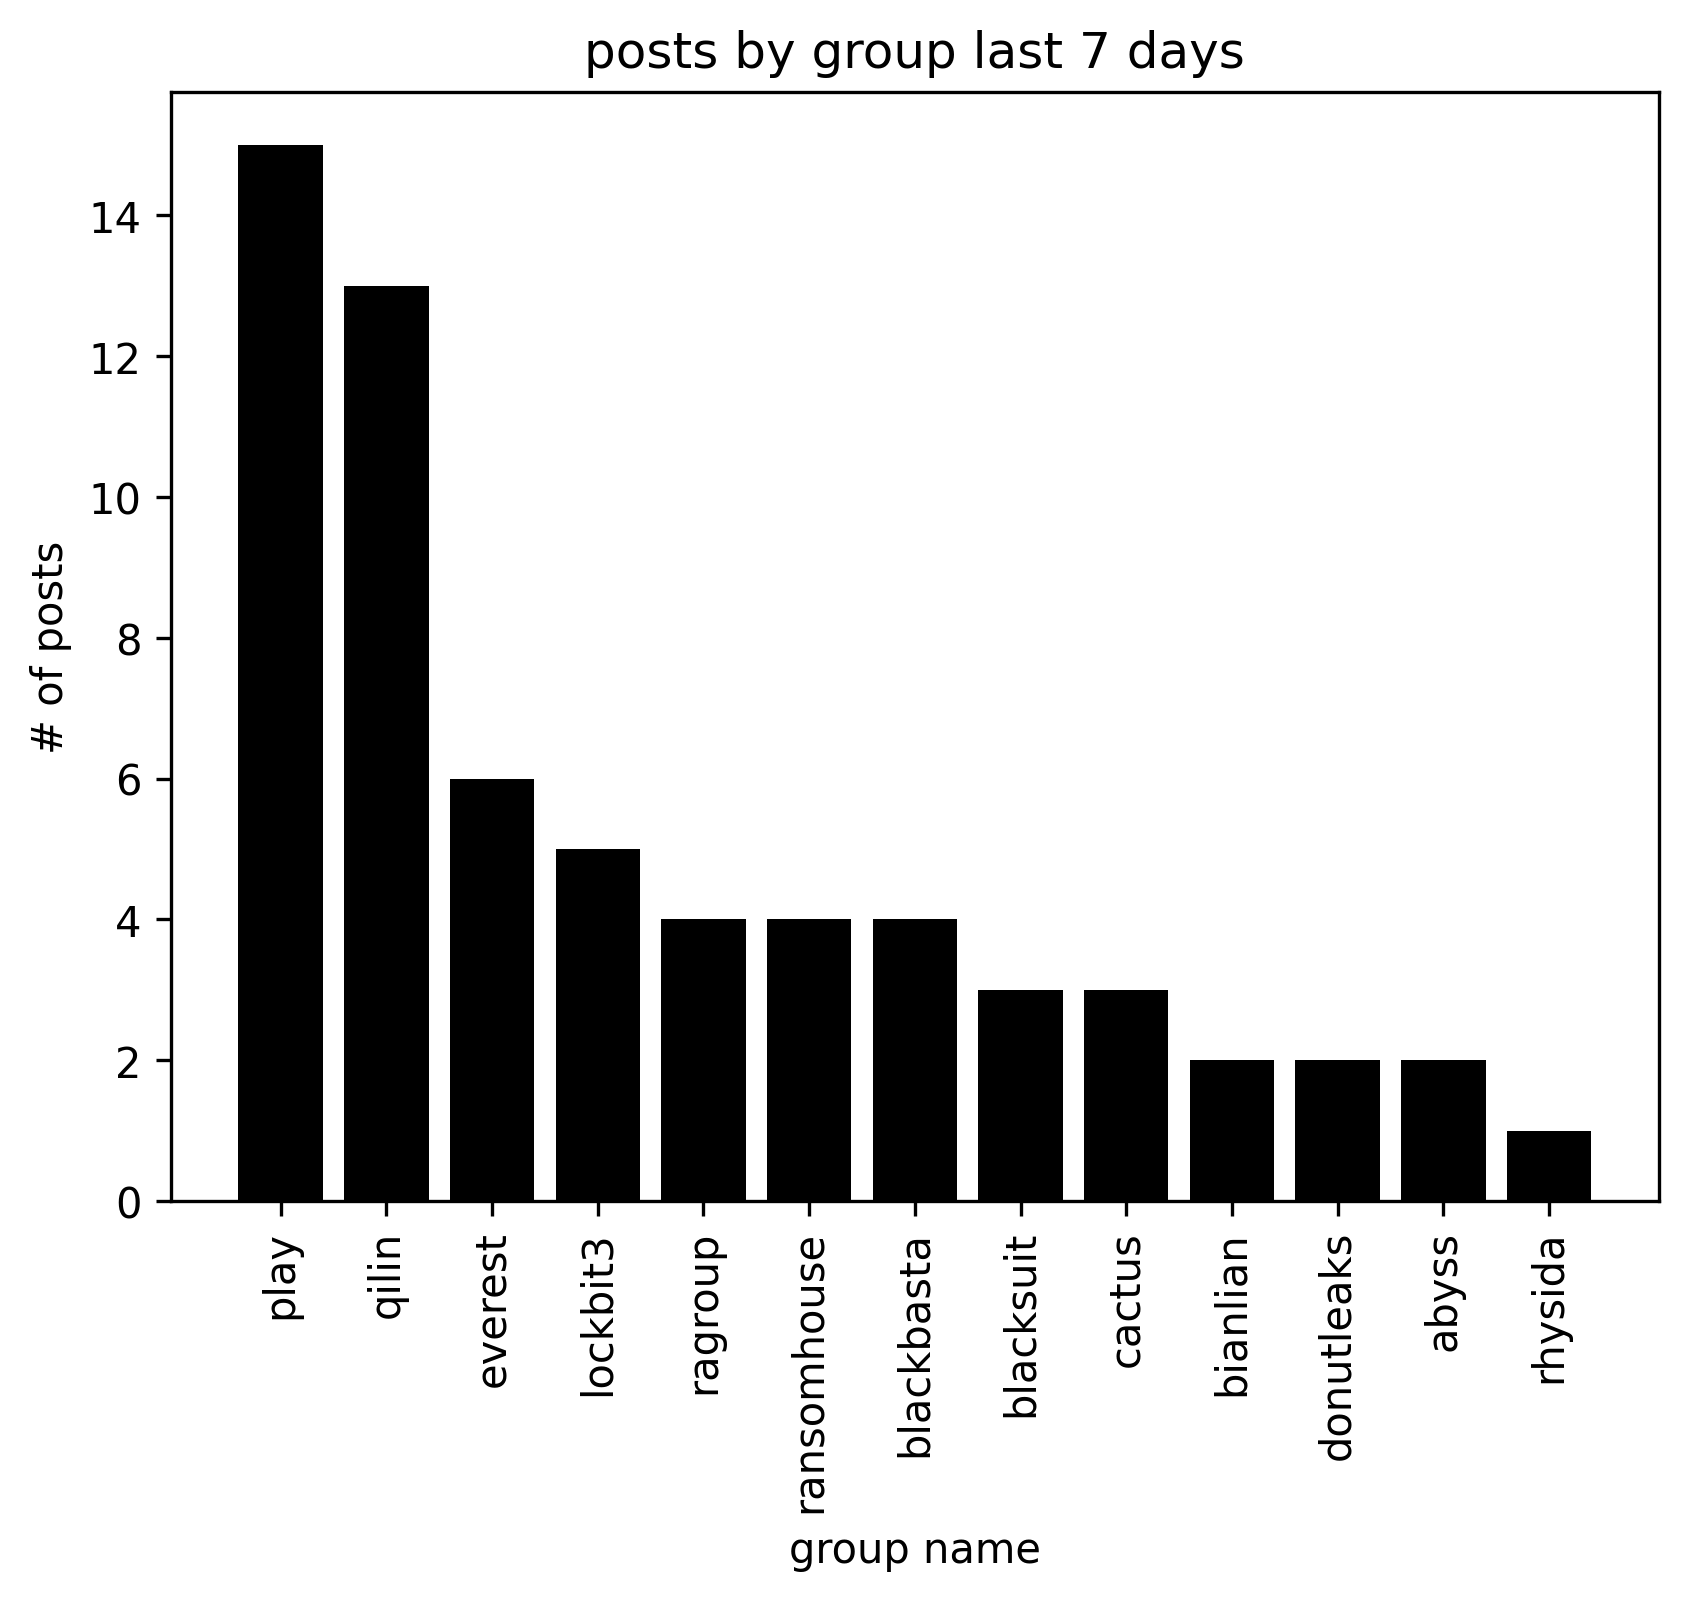 posts by group last 7 days
# of posts
14
12
10
8
6
4
2
0
play
qilin
everest
lockbit3
ragroup
ransomhouse
blackbasta
blacksuit
cactus
bianlian
donutleaks
abyss
rhysida
group name